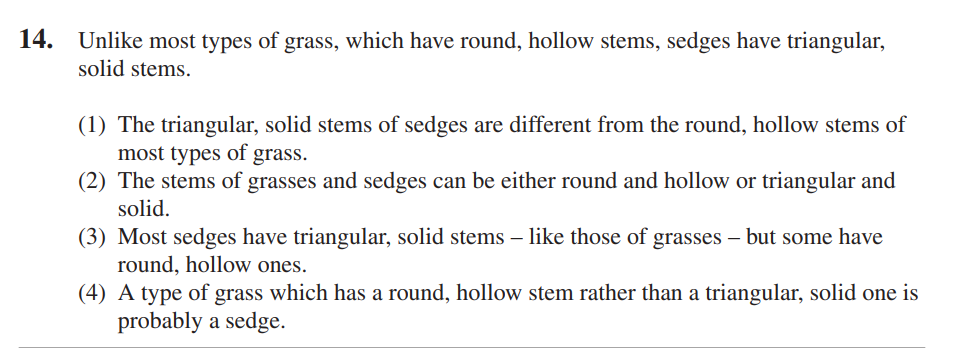 14. Unlike most types of grass, which have round, hollow stems, sedges have triangular,
solid stems.
(1) The triangular, solid stems of sedges are different from the round, hollow stems of
most types of grass.
(2) The stems of grasses and sedges can be either round and hollow or triangular and
solid.
(3) Most sedges have triangular, solid stems – like those of grasses – but some have
round, hollow ones.
(4) A type of grass which has a round, hollow stem rather than a triangular, solid one is
probably a sedge.